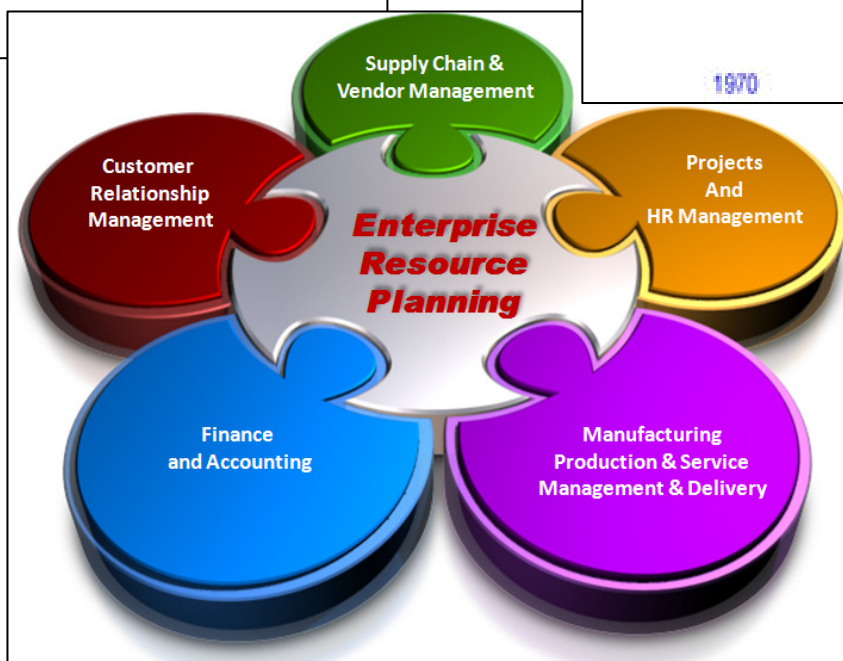 1970
Supply Chain &
Vendor Management
Customer
Relationship
Management
Projects
And
HR Management
Enterprise
Resource
Planning
Finance
and Accounting
Manufacturing
Production & Service
Management & Delivery